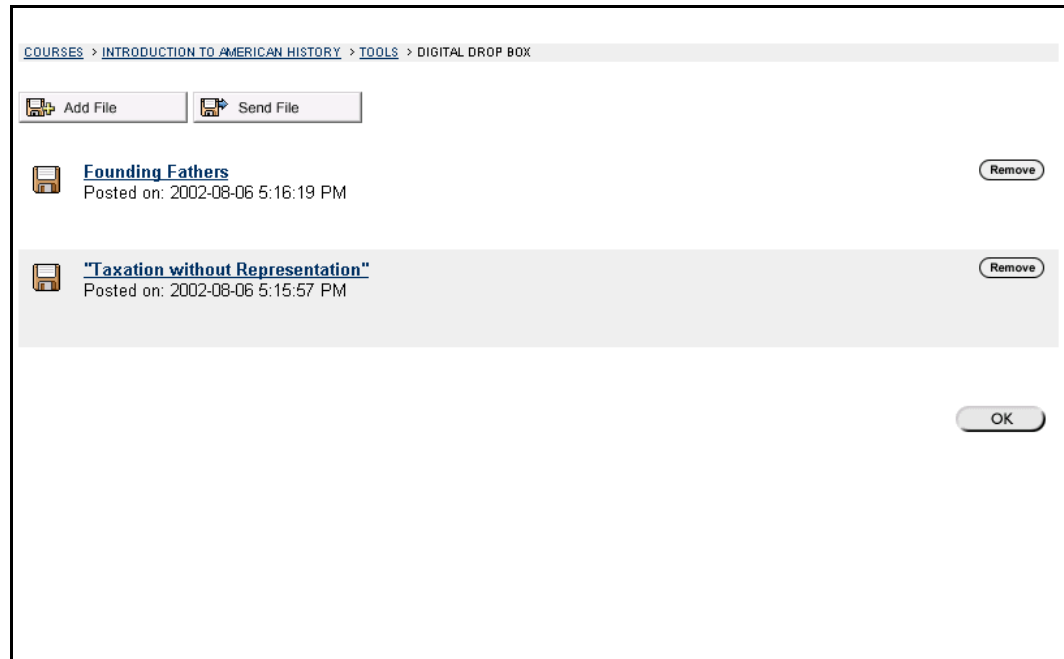 COURSES > INTRODUCTION TO AMERICAN HISTORY > TOOLS > DIGITAL DROP BOX
Add File Send File
Founding Fathers Remove
Posted on: 2002-08-06 5:16:19 PM
"Taxation without Representation" Remove
Posted on: 2002-08-06 5:15:57 PM
OK